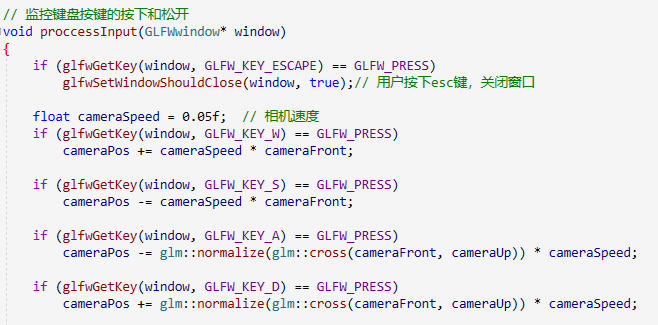 // 监控键盘按键的按下和松开
void proccessInput(GLFWwindow* window)
{
    if (glfwGetKey(window, GLFW_KEY_ESCAPE) == GLFW_PRESS)
        glfwSetWindowShouldClose(window, true);// 用户按下esc键，关闭窗口

    float cameraSpeed = 0.05f;  // 相机速度
    if (glfwGetKey(window, GLFW_KEY_W) == GLFW_PRESS)
        cameraPos += cameraSpeed * cameraFront;

    if (glfwGetKey(window, GLFW_KEY_S) == GLFW_PRESS)
        cameraPos -= cameraSpeed * cameraFront;

    if (glfwGetKey(window, GLFW_KEY_A) == GLFW_PRESS)
        cameraPos -= glm::normalize(glm::cross(cameraFront, cameraUp)) * cameraSpeed;

    if (glfwGetKey(window, GLFW_KEY_D) == GLFW_PRESS)
        cameraPos += glm::normalize(glm::cross(cameraFront, cameraUp)) * cameraSpeed;